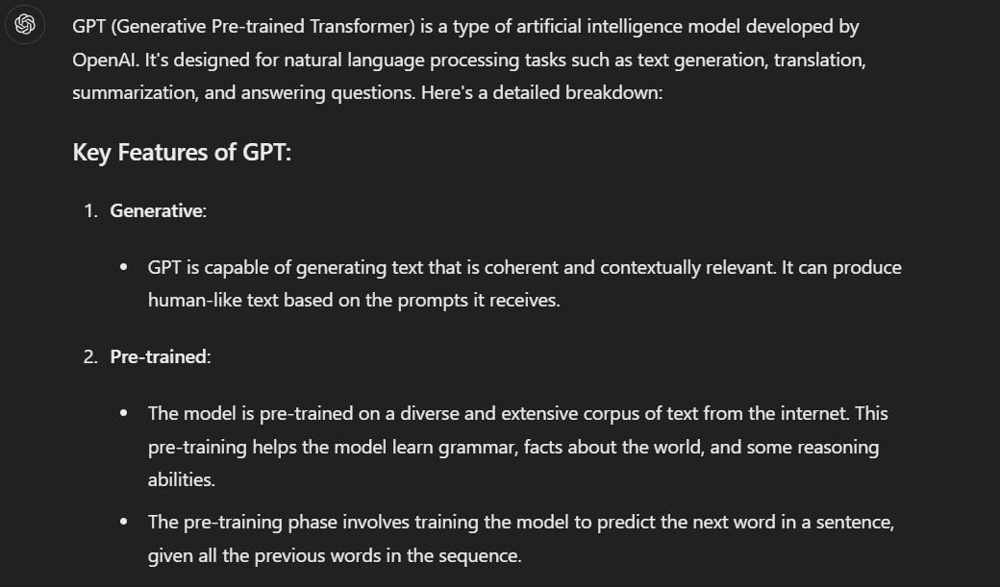 GPT (Generative Pre-trained Transformer) is a type of artificial intelligence model developed by
OpenAI. It's designed for natural language processing tasks such as text generation, translation,
summarization, and answering questions. Here's a detailed breakdown:
Key Features of GPT:
1. Generative:
• GPT is capable of generating text that is coherent and contextually relevant. It can produce
human-like text based on the prompts it receives.
2. Pre-trained:
• The model is pre-trained on a diverse and extensive corpus of text from the internet. This
pre-training helps the model learn grammar, facts about the world, and some reasoning
abilities.
• The pre-training phase involves training the model to predict the next word in a sentence,
given all the previous words in the sequence.